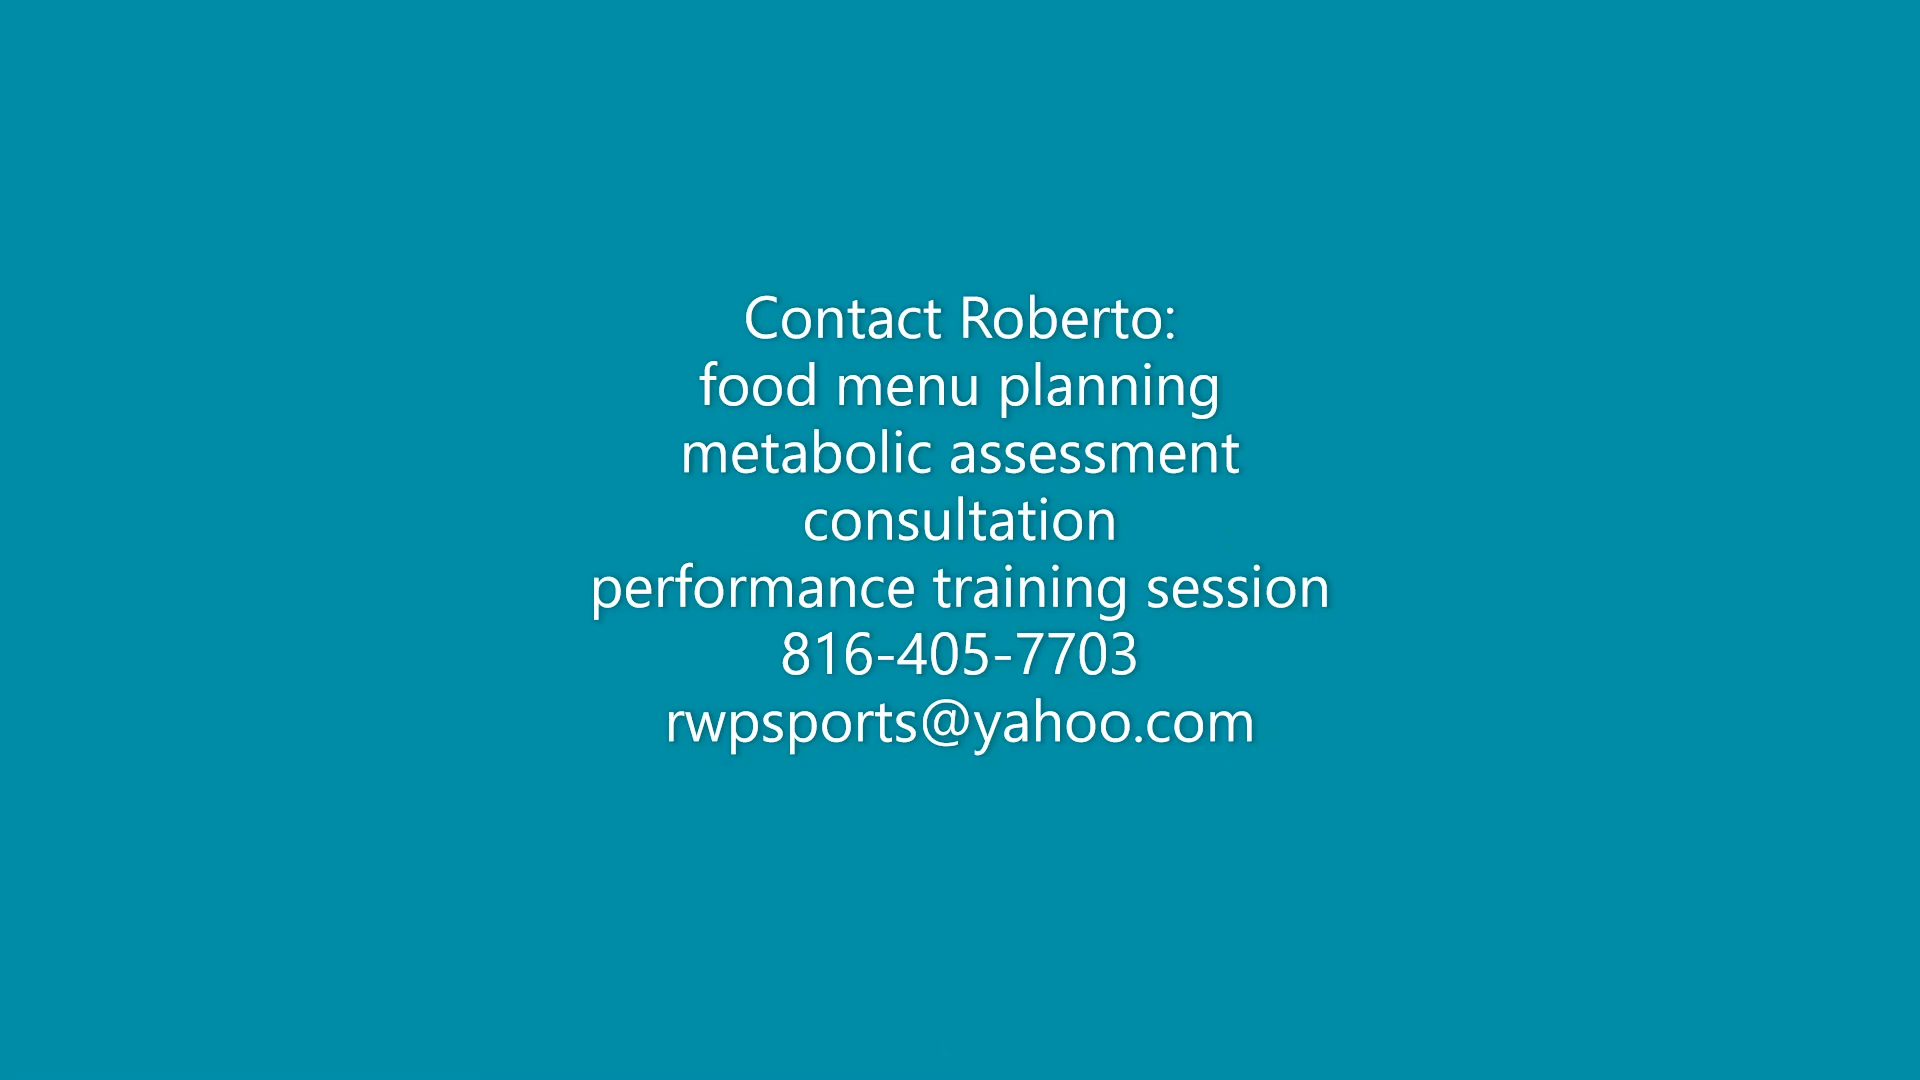 Contact Roberto:
food menu planning
metabolic assessment
consultation
performance training session
816-405-7703
rwpsports@yahoo.com